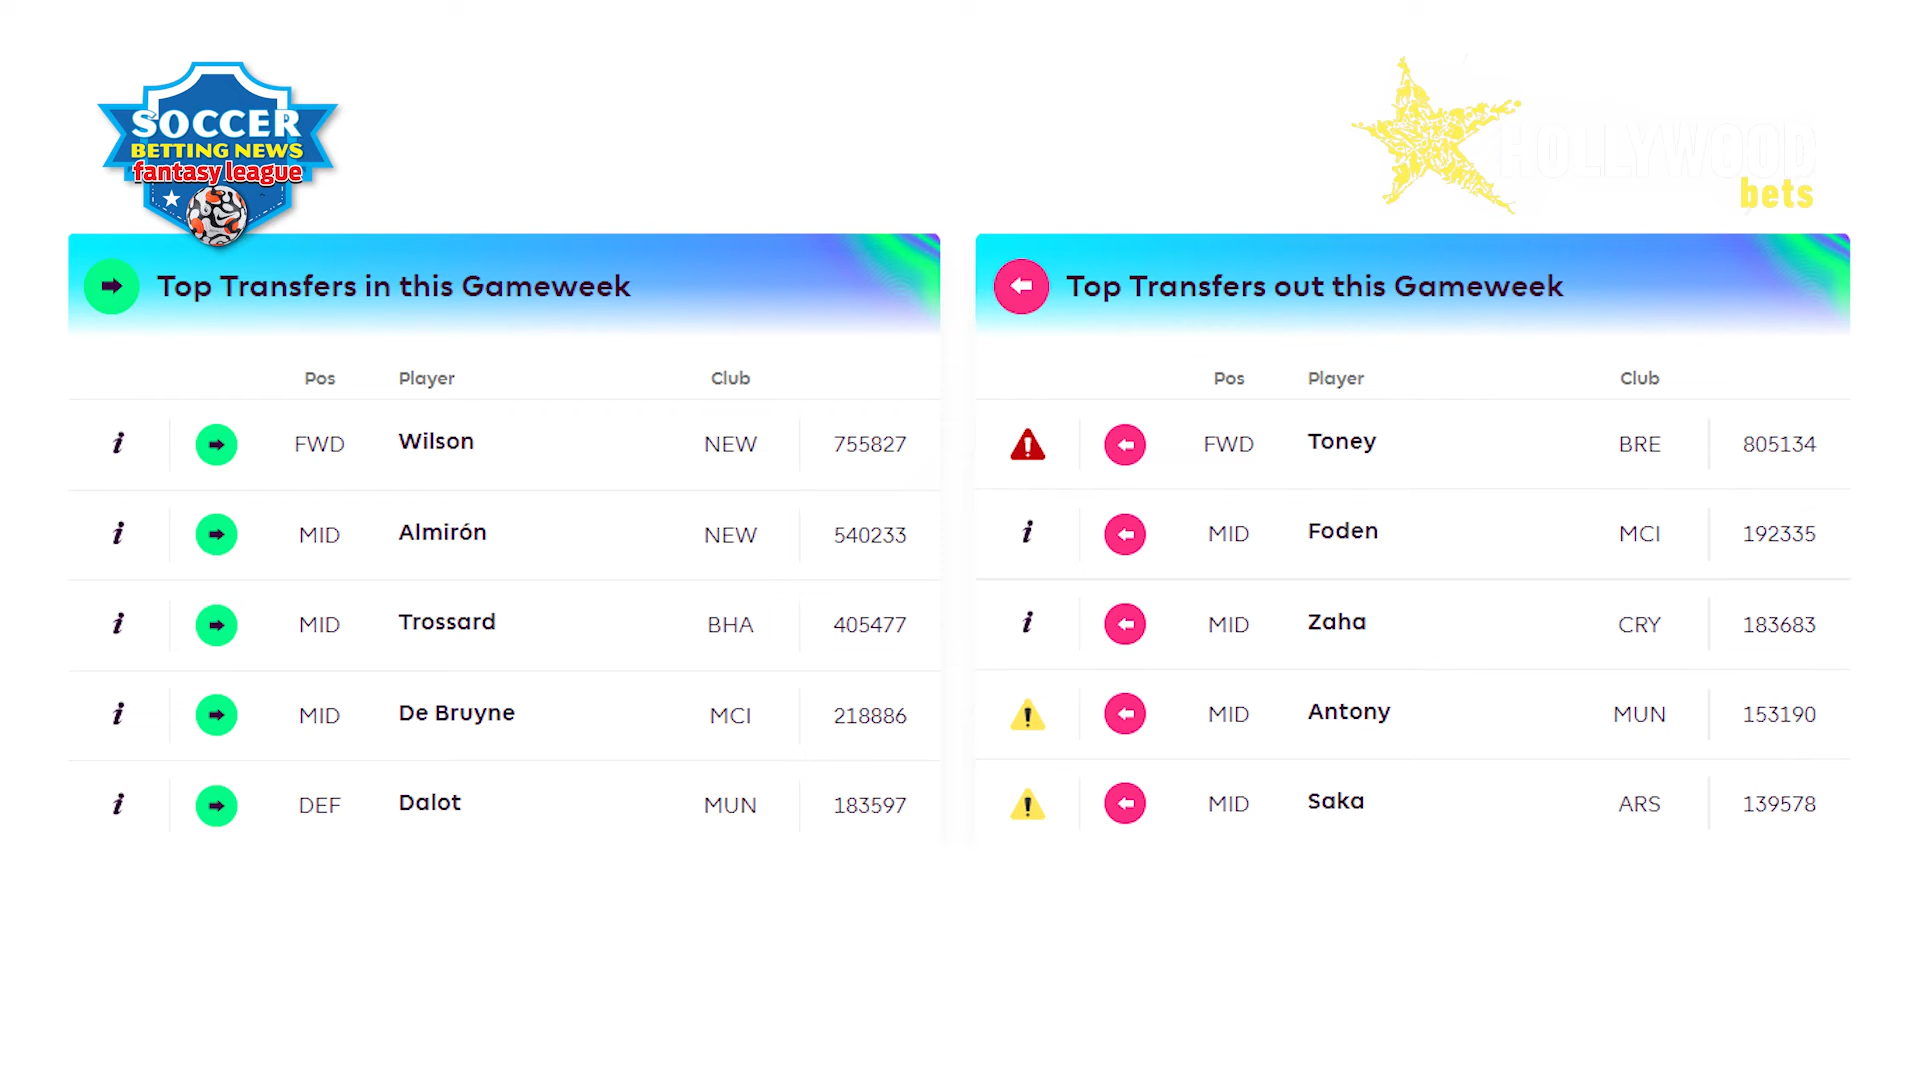 SOCCER
BETTING NEWS
fantasy league
HOLLYWOOD
bets
Top Transfers in this Gameweek
Pos Player Club
i FWD Wilson NEW 755827
i MID Almirón NEW 540233
i MID Trossard BHA 405477
i MID De Bruyne MCI 218886
i DEF Dalot MUN 183597
Top Transfers out this Gameweek
Pos Player Club
! FWD Toney BRE 805134
i MID Foden MCI 192335
i MID Zaha CRY 183683
! MID Antony MUN 153190
! MID Saka ARS 139578